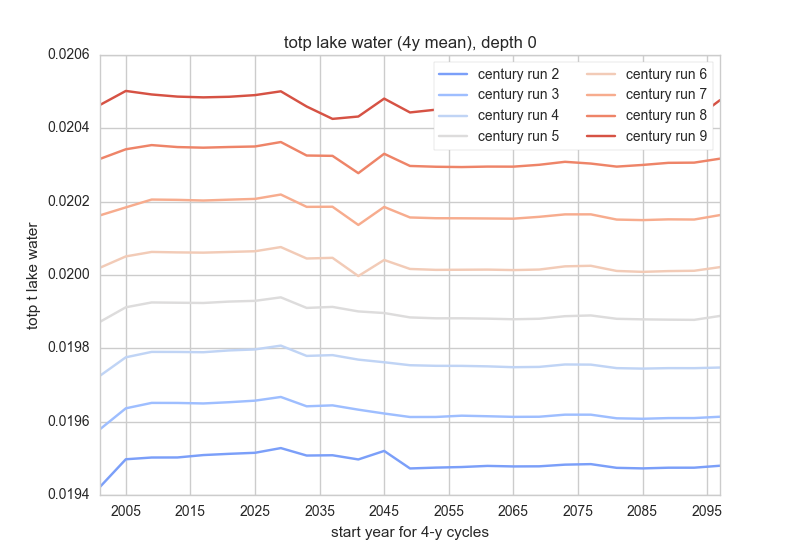 totp lake water (4y mean), depth 0
0.0206
0.0204
0.0202
0.0200
0.0198
0.0196
0.0194
totp t lake water
century run 2
century run 3
century run 4
century run 5
century run 6
century run 7
century run 8
century run 9
2005 2015 2025 2035 2045 2055 2065 2075 2085 2095
start year for 4-y cycles